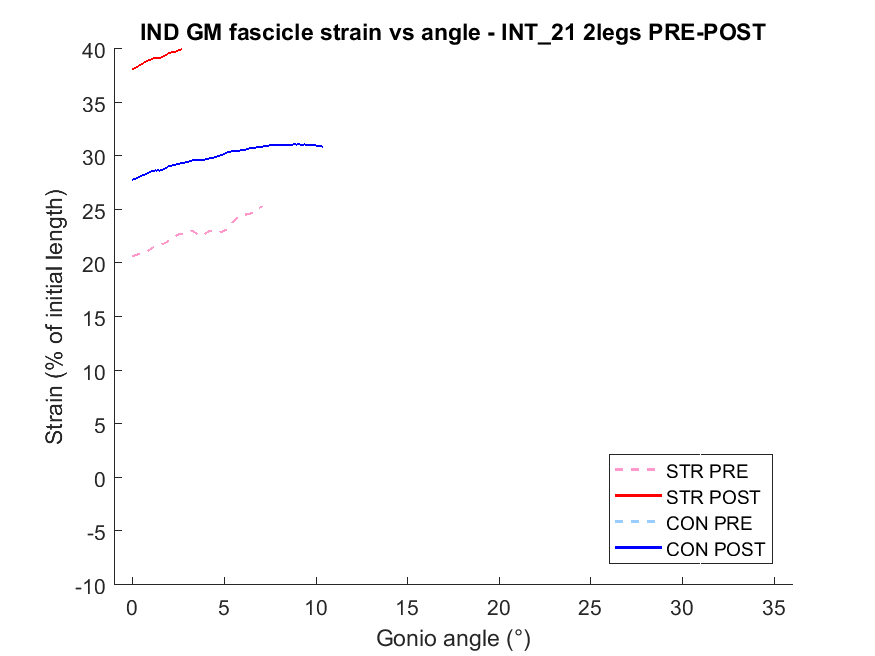 IND GM fascicle strain vs angle - INT_21 2legs PRE-POST
40
35
30
25
20
15
10
5
0
-5
-10
Strain (% of initial length)
0 5 10 15 20 25 30 35
Gonio angle (°)
STR PRE
STR POST
CON PRE
CON POST